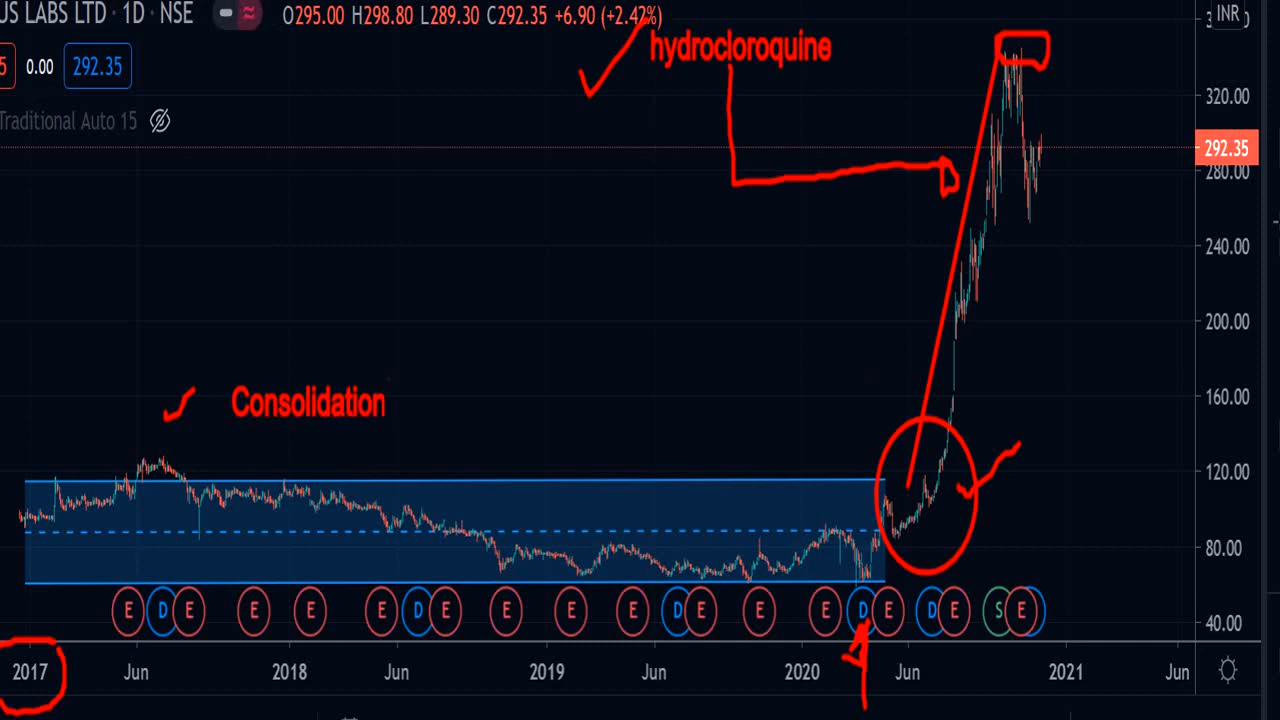 US LABS LTD · 1D · NSE O295.00 H298.80 L289.30 C292.35 +6.90 (+2.42%)
INR
5 0.00 292.35
hydrocloroquine
Traditional Auto 15
320.00
292.35
280.00
240.00
200.00
160.00
Consolidation
120.00
80.00
E D E E E E D E E E E D E E E D E D E S E
40.00
2017 Jun 2018 Jun 2019 Jun 2020 Jun 2021 Jun